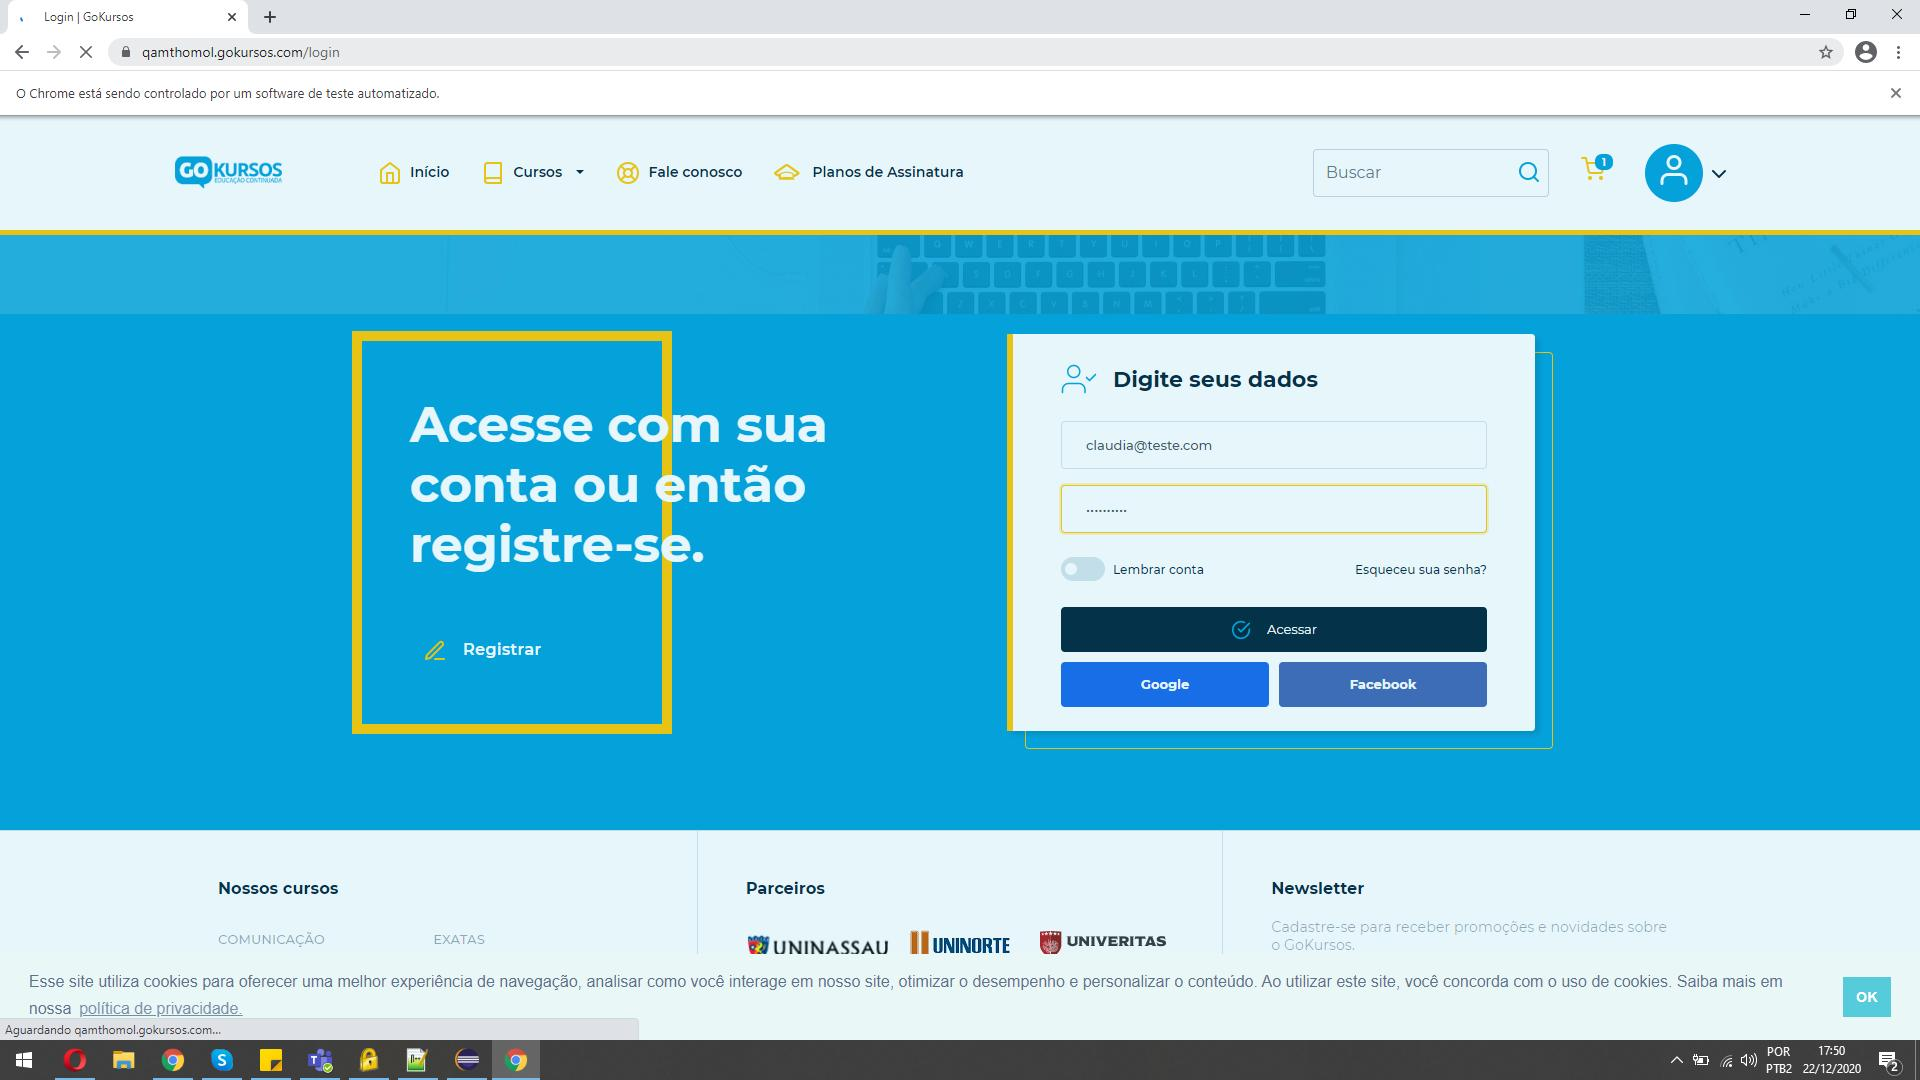 Login | GoKursos
qamthomol.gokursos.com/login
O Chrome está sendo controlado por um software de teste automatizado.
GOKURSOS
EDUCAÇÃO CONTINUADA
Início
Cursos
Fale conosco
Planos de Assinatura
Buscar
1
Acesse com sua
conta ou então
registre-se.
Registrar
Digite seus dados
claudia@teste.com
··········
Lembrar conta
Esqueceu sua senha?
Acessar
Google
Facebook
Nossos cursos
COMUNICAÇÃO
EXATAS
Parceiros
UNINASSAU
UNINORTE
UNIVERITAS
Newsletter
Cadastre-se para receber promoções e novidades sobre
o GoKursos.
Esse site utiliza cookies para oferecer uma melhor experiência de navegação, analisar como você interage em nosso site, otimizar o desempenho e personalizar o conteúdo. Ao utilizar este site, você concorda com o uso de cookies. Saiba mais em
nossa política de privacidade.
OK
Aguardando qamthomol.gokursos.com...
POR
PTB2
17:50
22/12/2020
2